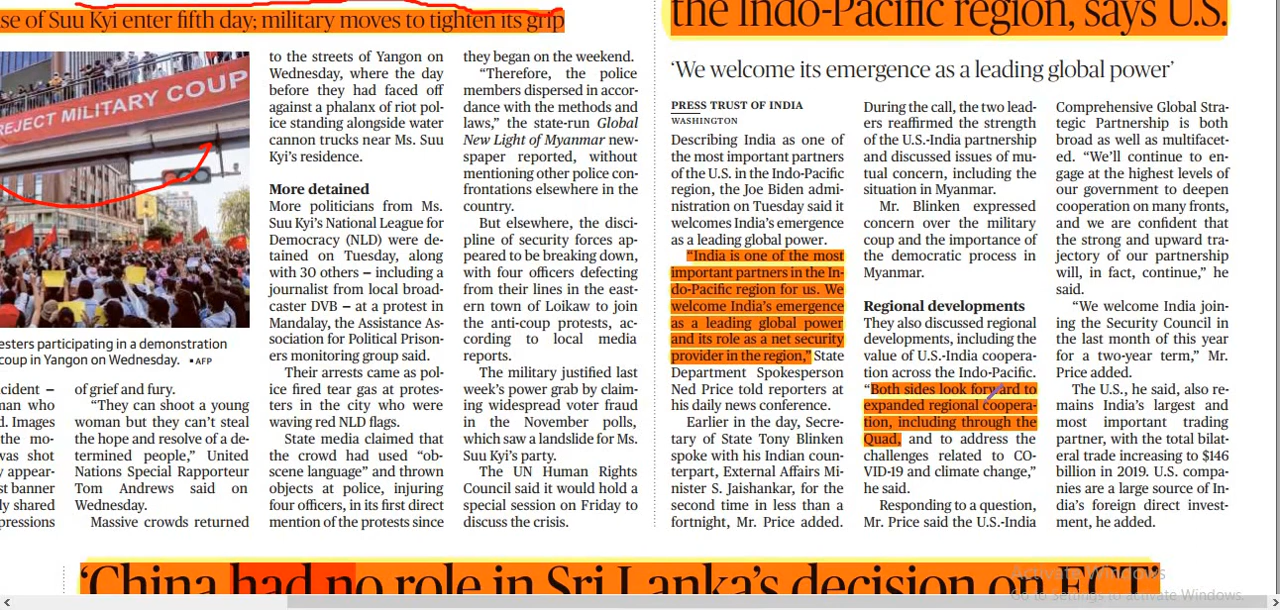 se of Suu Kyi enter fifth day; military moves to tighten its grip
REJECT MILITARY COUP
esters participating in a demonstration
coup in Yangon on Wednesday. • AFP
cident –
man who
d. Images
the mo-
was shot
y appear-
st banner
ly shared
pressions
of grief and fury.
“They can shoot a young
woman but they can’t steal
the hope and resolve of a de-
termined people,” United
Nations Special Rapporteur
Tom Andrews said on
Wednesday.
Massive crowds returned
to the streets of Yangon on
Wednesday, where the day
before they had faced off
against a phalanx of riot pol-
ice standing alongside water
cannon trucks near Ms. Suu
Kyi’s residence.
More detained
More politicians from Ms.
Suu Kyi’s National League for
Democracy (NLD) were de-
tained on Tuesday, along
with 30 others – including a
journalist from local broad-
caster DVB – at a protest in
Mandalay, the Assistance As-
sociation for Political Prison-
ers monitoring group said.
Their arrests came as pol-
ice fired tear gas at protes-
ters in the city who were
waving red NLD flags.
State media claimed that
the crowd had used “ob-
scene language” and thrown
objects at police, injuring
four officers, in its first direct
mention of the protests since
they began on the weekend.
“Therefore, the police
members dispersed in accor-
dance with the methods and
laws,” the state-run Global
New Light of Myanmar new-
spaper reported, without
mentioning other police con-
frontations elsewhere in the
country.
But elsewhere, the disci-
pline of security forces ap-
peared to be breaking down,
with four officers defecting
from their lines in the east-
ern town of Loikaw to join
the anti-coup protests, ac-
cording to local media
reports.
The military justified last
week’s power grab by claim-
ing widespread voter fraud
in the November polls,
which saw a landslide for Ms.
Suu Kyi’s party.
The UN Human Rights
Council said it would hold a
special session on Friday to
discuss the crisis.
the Indo-Pacific region, says U.S.
‘We welcome its emergence as a leading global power’
PRESS TRUST OF INDIA
WASHINGTON
Describing India as one of
the most important partners
of the U.S. in the Indo-Pacific
region, the Joe Biden admi-
nistration on Tuesday said it
welcomes India’s emergence
as a leading global power.
“India is one of the most
important partners in the In-
do-Pacific region for us. We
welcome India’s emergence
as a leading global power
and its role as a net security
provider in the region,” State
Department Spokesperson
Ned Price told reporters at
his daily news conference.
Earlier in the day, Secre-
tary of State Tony Blinken
spoke with his Indian coun-
terpart, External Affairs Mi-
nister S. Jaishankar, for the
second time in less than a
fortnight, Mr. Price added.
During the call, the two lead-
ers reaffirmed the strength
of the U.S.-India partnership
and discussed issues of mu-
tual concern, including the
situation in Myanmar.
Mr. Blinken expressed
concern over the military
coup and the importance of
the democratic process in
Myanmar.
Regional developments
They also discussed regional
developments, including the
value of U.S.-India coopera-
tion across the Indo-Pacific.
“Both sides look forward to
expanded regional coopera-
tion, including through the
Quad, and to address the
challenges related to CO-
VID-19 and climate change,”
he said.
Responding to a question,
Mr. Price said the U.S.-India
Comprehensive Global Stra-
tegic Partnership is both
broad as well as multifacet-
ed. “We’ll continue to en-
gage at the highest levels of
our government to deepen
cooperation on many fronts,
and we are confident that
the strong and upward tra-
jectory of our partnership
will, in fact, continue,” he
said.
“We welcome India join-
ing the Security Council in
the last month of this year
for a two-year term,” Mr.
Price added.
The U.S., he said, also re-
mains India’s largest and
most important trading
partner, with the total bilat-
eral trade increasing to $146
billion in 2019. U.S. compa-
nies are a large source of In-
dia’s foreign direct invest-
ment, he added.
‘China had no role in Sri Lanka’s decision on ECT’
Activate Windows
Go to Settings to activate Windows.